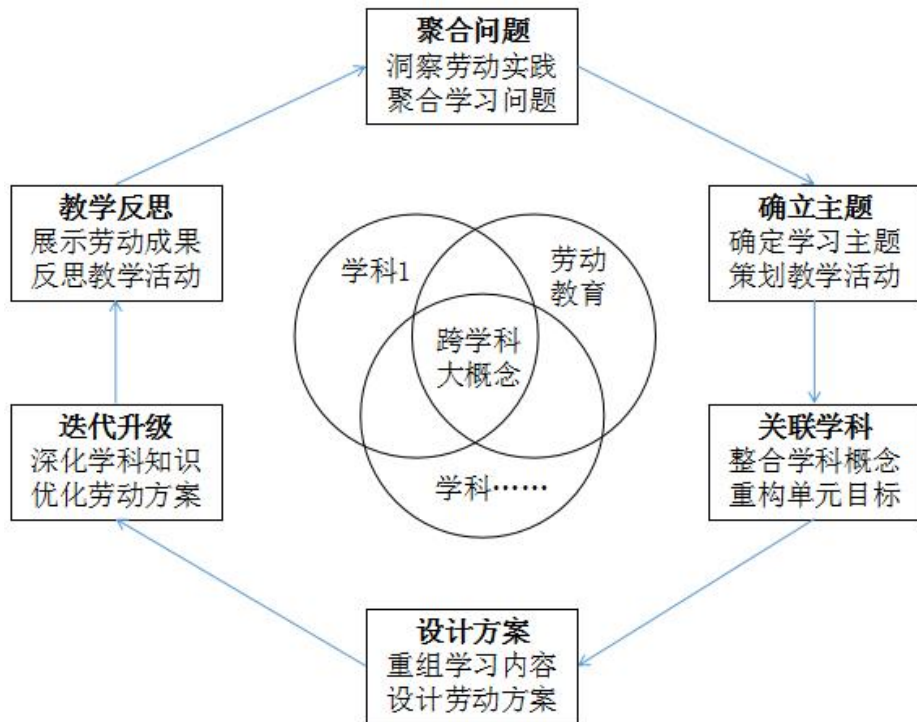 聚合问题
洞察劳动实践
聚合学习问题
确立主题
确定学习主题
策划教学活动
关联学科
整合学科概念
重构单元目标
设计方案
重组学习内容
设计劳动方案
迭代升级
深化学科知识
优化劳动方案
教学反思
展示劳动成果
反思教学活动
学科1
劳动
教育
跨学科
大概念
学科……